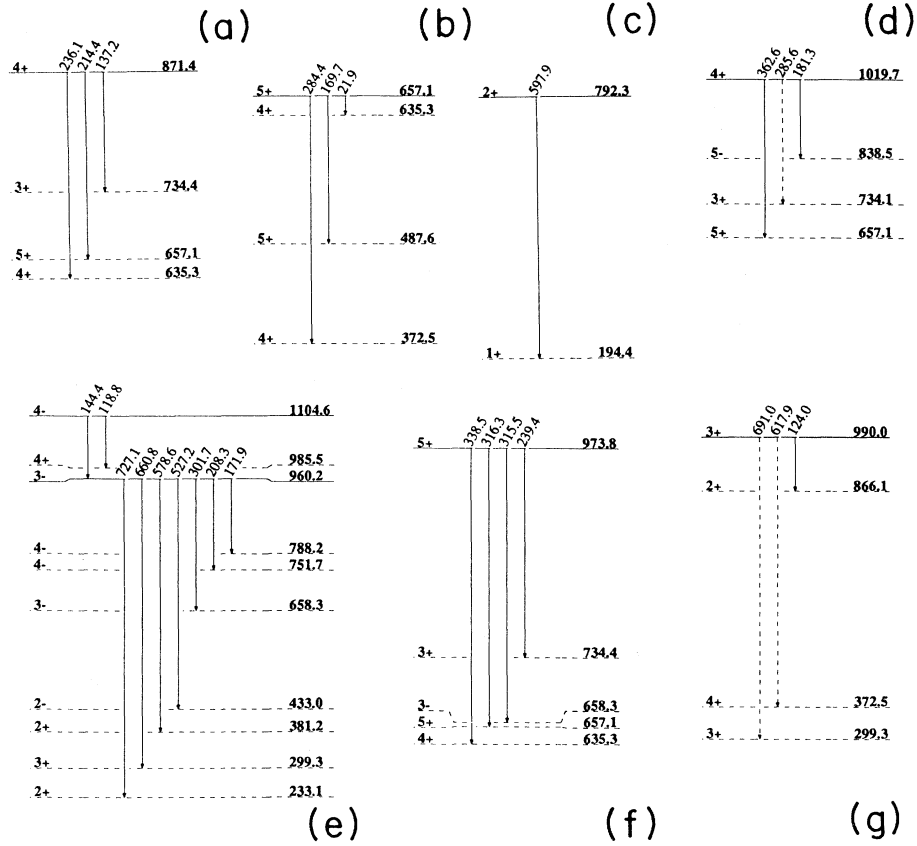 (a)
236.1 214.4 137.2
4+ 871.4
3+ 734.4
5+ 657.1
4+ 635.3
(b)
284.4 169.7 21.9
5+ 657.1
4+ 635.3
5+ 487.6
4+ 372.5
(c)
597.9
2+ 792.3
1+ 194.4
(d)
362.6 285.6 181.3
4+ 1019.7
5- 838.5
3+ 734.1
5+ 657.1
144.4 118.8
4- 1104.6
4+ 985.5
727.1 660.8 578.6 527.2 301.7 208.3 171.9
3- 960.2
4- 788.2
4- 751.7
3- 658.3
2- 433.0
2+ 381.2
3+ 299.3
2+ 233.1
(e)
338.5 316.3 315.5 239.4
5+ 973.8
3+ 734.4
3- 658.3
5+ 657.1
4+ 635.3
(f)
691.0 617.9 124.0
3+ 990.0
2+ 866.1
4+ 372.5
3+ 299.3
(g)